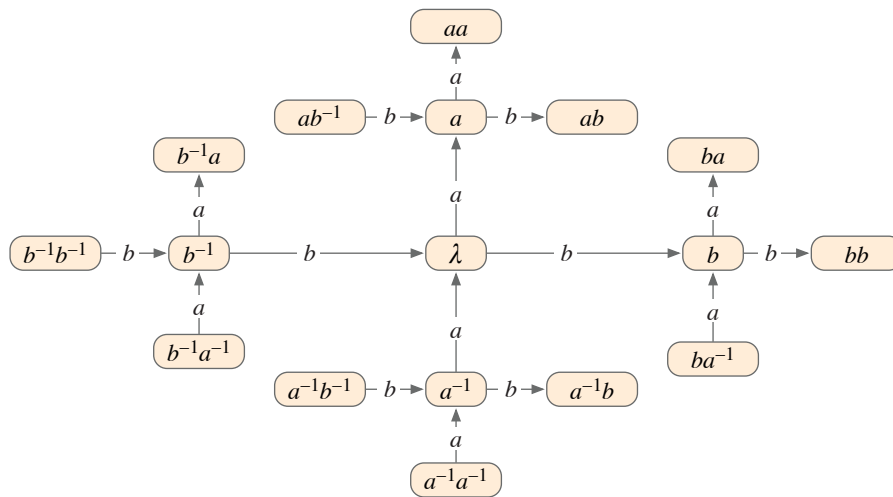 aa
a
ab⁻¹ b a b ab
b⁻¹a ba
a a a
b⁻¹b⁻¹ b b⁻¹ b λ b b b bb
a a a
b⁻¹a⁻¹ ba⁻¹
a⁻¹b⁻¹ b a⁻¹ b a⁻¹b
a
a⁻¹a⁻¹